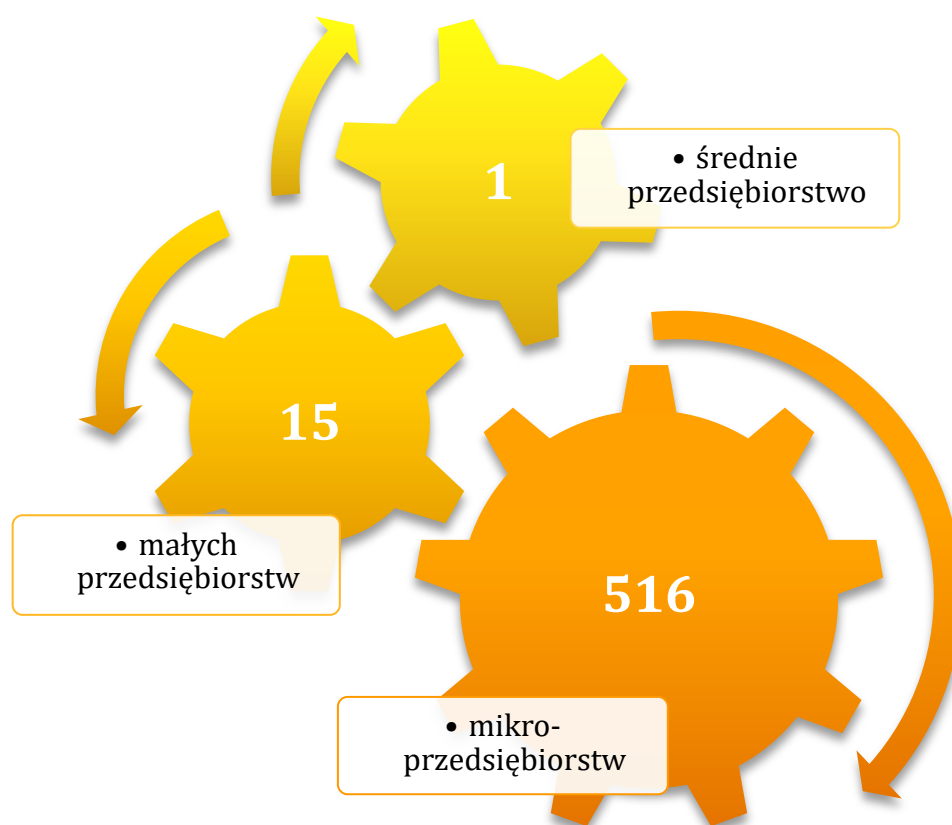 1
• średnie
przedsiębiorstwo
15
• małych
przedsiębiorstw
516
• mikro-
przedsiębiorstw